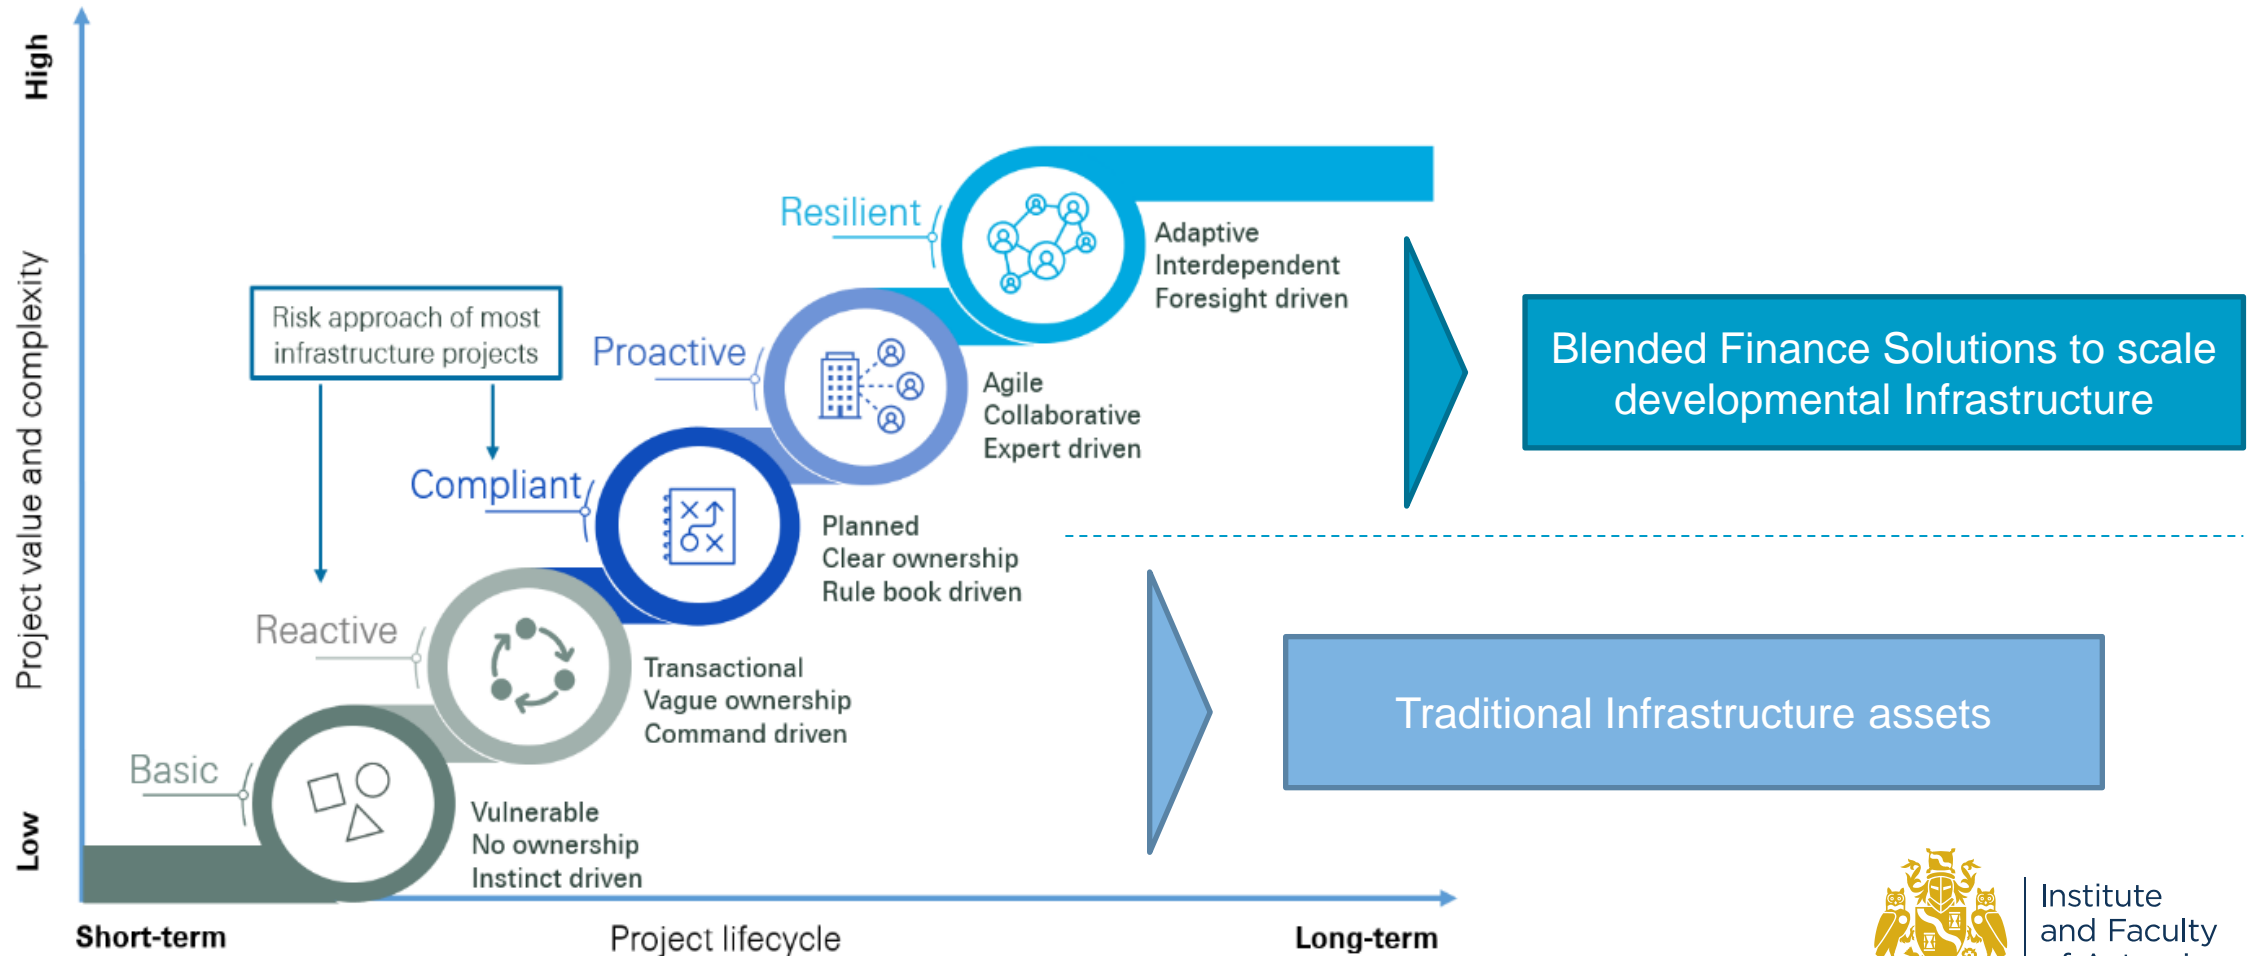 High
Project value and complexity
Low
Resilient
Adaptive
Interdependent
Foresight driven
Risk approach of most
infrastructure projects
Proactive
Agile
Collaborative
Expert driven
Compliant
Planned
Clear ownership
Rule book driven
Reactive
Transactional
Vague ownership
Command driven
Basic
Vulnerable
No ownership
Instinct driven
Short-term
Project lifecycle
Long-term
Blended Finance Solutions to scale
developmental Infrastructure
Traditional Infrastructure assets
Institute
and Faculty